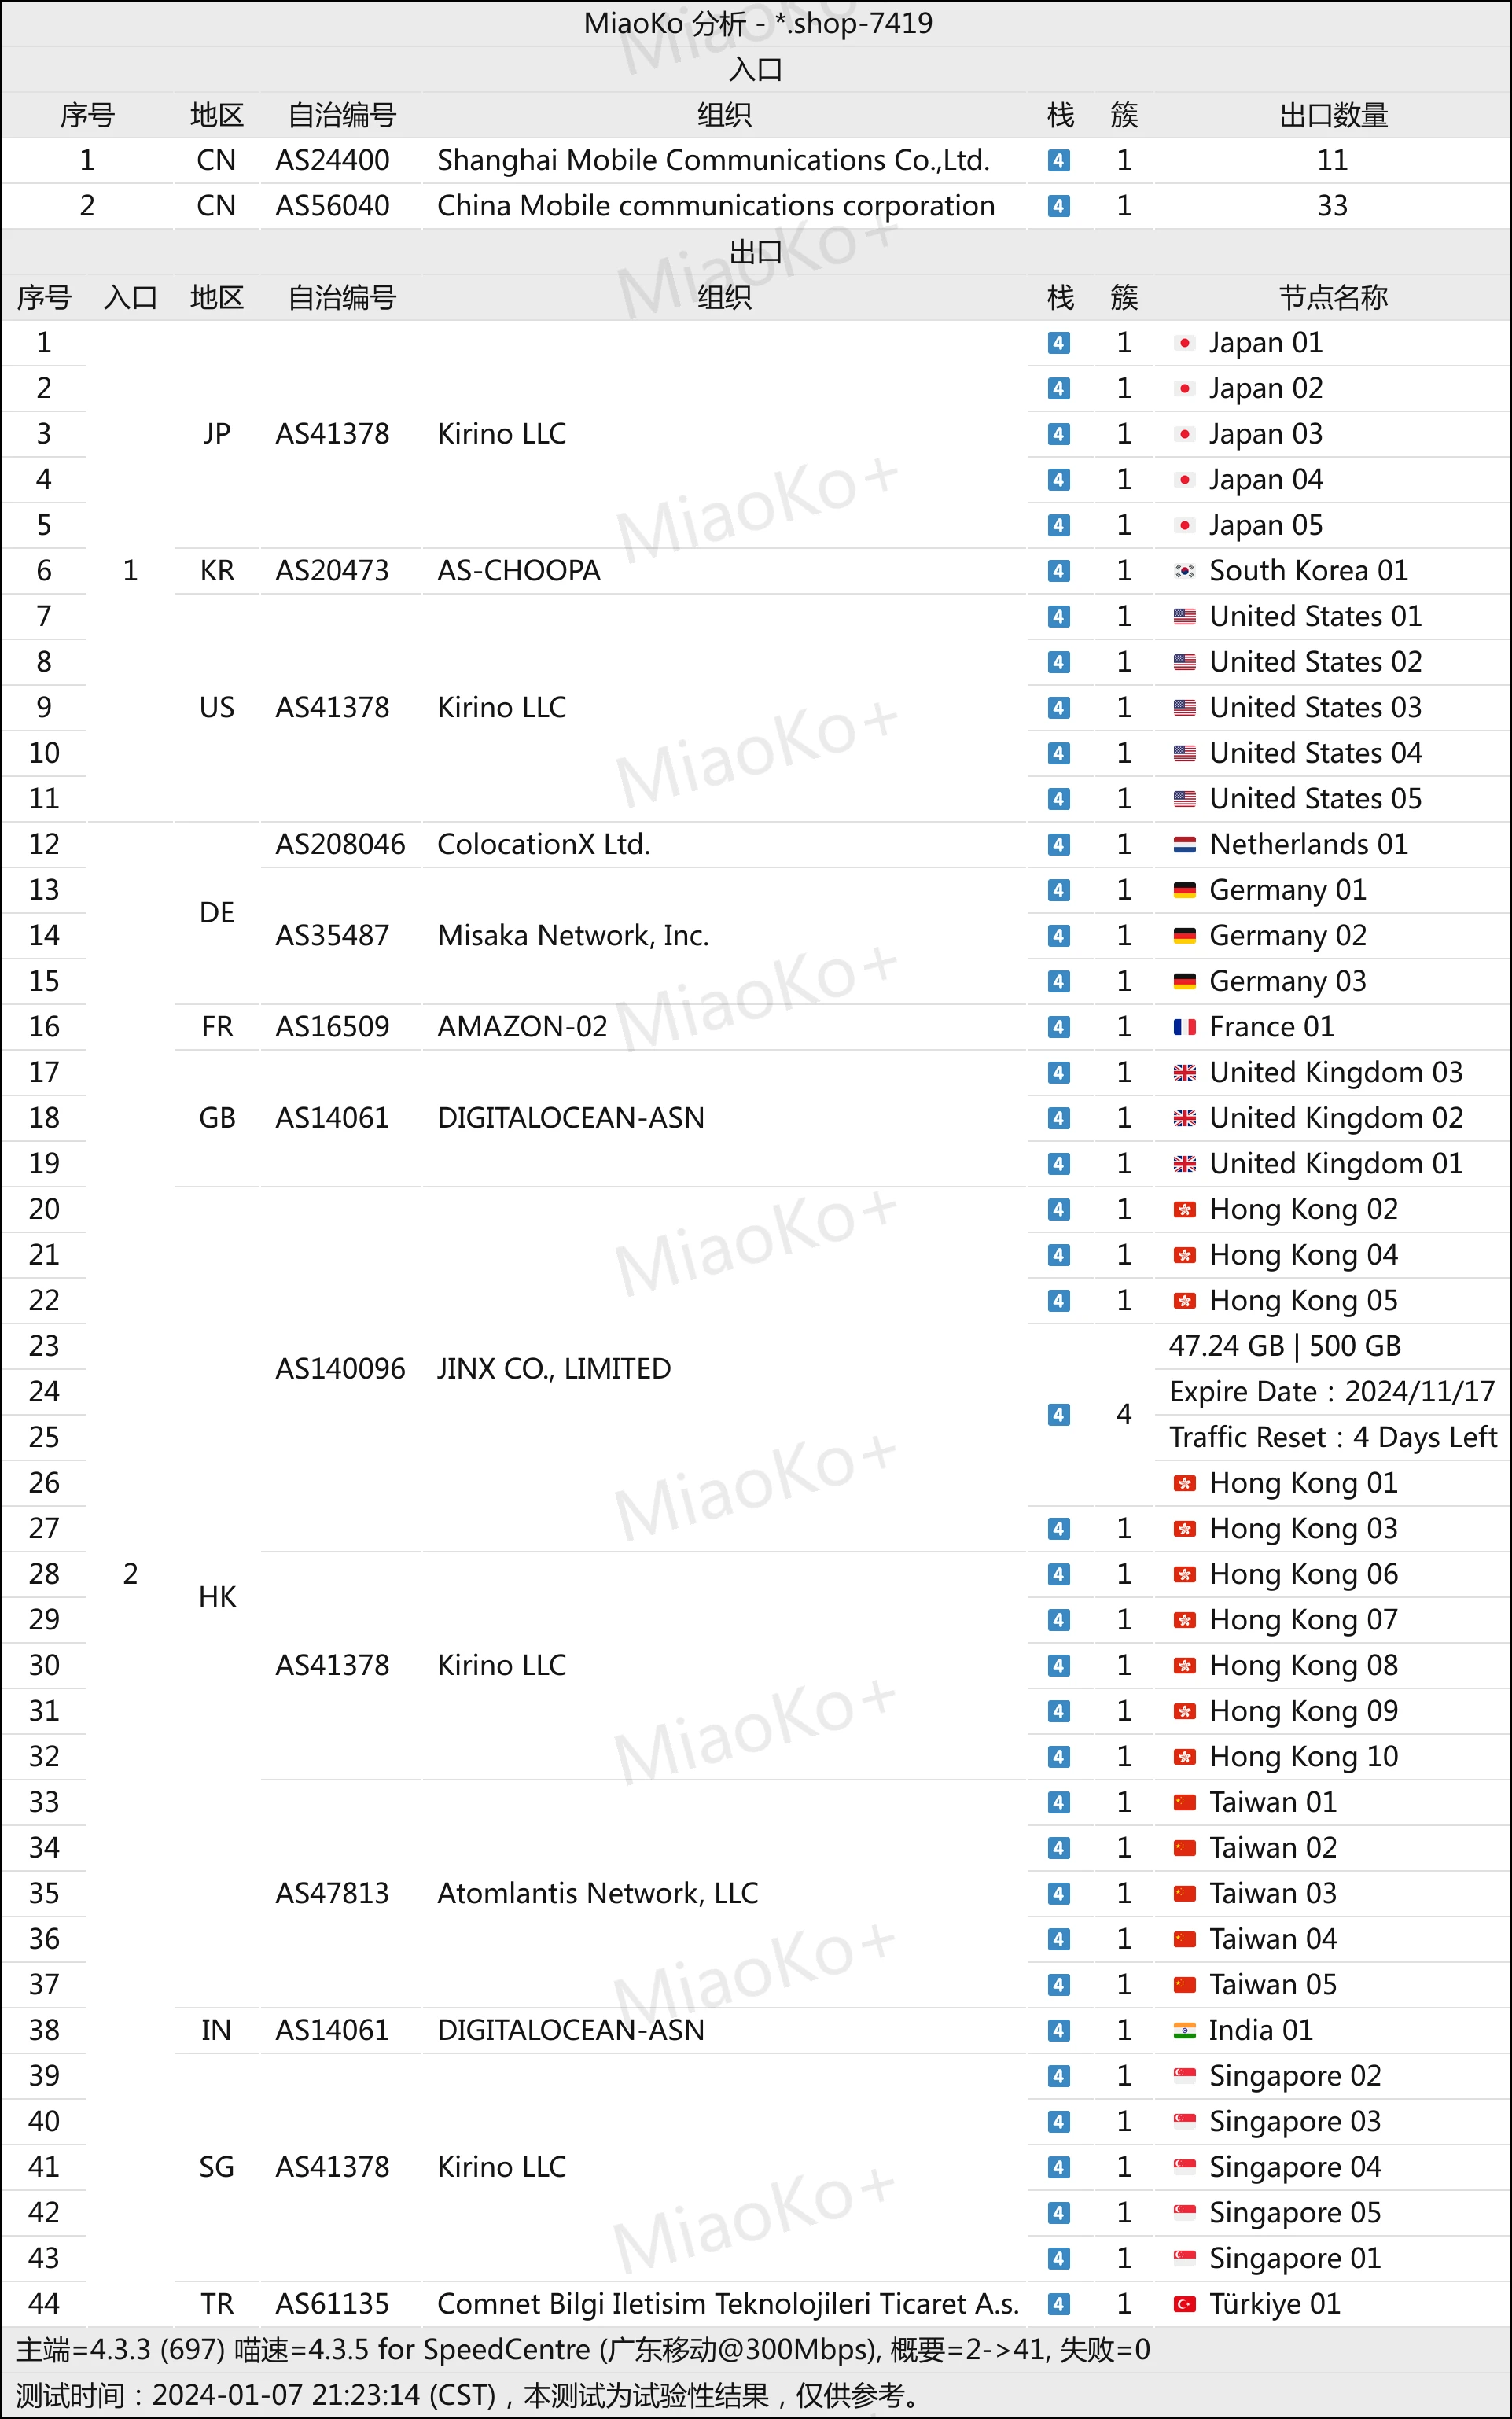 MiaoKo 分析 - *.shop-7419
入口
序号 地区 自治编号 组织 栈 簇 出口数量
1 CN AS24400 Shanghai Mobile Communications Co.,Ltd. 4 1 11
2 CN AS56040 China Mobile communications corporation 4 1 33
出口
序号 入口 地区 自治编号 组织 栈 簇 节点名称
1 4 1 Japan 01
2 4 1 Japan 02
3 JP AS41378 Kirino LLC 4 1 Japan 03
4 4 1 Japan 04
5 4 1 Japan 05
6 1 KR AS20473 AS-CHOOPA 4 1 South Korea 01
7 4 1 United States 01
8 4 1 United States 02
9 US AS41378 Kirino LLC 4 1 United States 03
10 4 1 United States 04
11 4 1 United States 05
12 AS208046 ColocationX Ltd. 4 1 Netherlands 01
13 4 1 Germany 01
DE
14 AS35487 Misaka Network, Inc. 4 1 Germany 02
15 4 1 Germany 03
16 FR AS16509 AMAZON-02 4 1 France 01
17 4 1 United Kingdom 03
18 GB AS14061 DIGITALOCEAN-ASN 4 1 United Kingdom 02
19 4 1 United Kingdom 01
20 4 1 Hong Kong 02
21 4 1 Hong Kong 04
22 4 1 Hong Kong 05
23 47.24 GB | 500 GB
AS140096 JINX CO., LIMITED
24 Expire Date：2024/11/17
4 4
25 Traffic Reset：4 Days Left
26 Hong Kong 01
27 4 1 Hong Kong 03
28 2 4 1 Hong Kong 06
HK
29 4 1 Hong Kong 07
30 AS41378 Kirino LLC 4 1 Hong Kong 08
31 4 1 Hong Kong 09
32 4 1 Hong Kong 10
33 4 1 Taiwan 01
34 4 1 Taiwan 02
35 AS47813 Atomlantis Network, LLC 4 1 Taiwan 03
36 4 1 Taiwan 04
37 4 1 Taiwan 05
38 IN AS14061 DIGITALOCEAN-ASN 4 1 India 01
39 4 1 Singapore 02
40 4 1 Singapore 03
41 SG AS41378 Kirino LLC 4 1 Singapore 04
42 4 1 Singapore 05
43 4 1 Singapore 01
44 TR AS61135 Comnet Bilgi Iletisim Teknolojileri Ticaret A.s. 4 1 Türkiye 01
主端=4.3.3 (697) 喵速=4.3.5 for SpeedCentre (广东移动@300Mbps), 概要=2->41, 失败=0
测试时间：2024-01-07 21:23:14 (CST)，本测试为试验性结果，仅供参考。
MiaoKo+
MiaoKo+
MiaoKo+
MiaoKo+
MiaoKo+
MiaoKo+
MiaoKo+
MiaoKo+
MiaoKo+
MiaoKo+